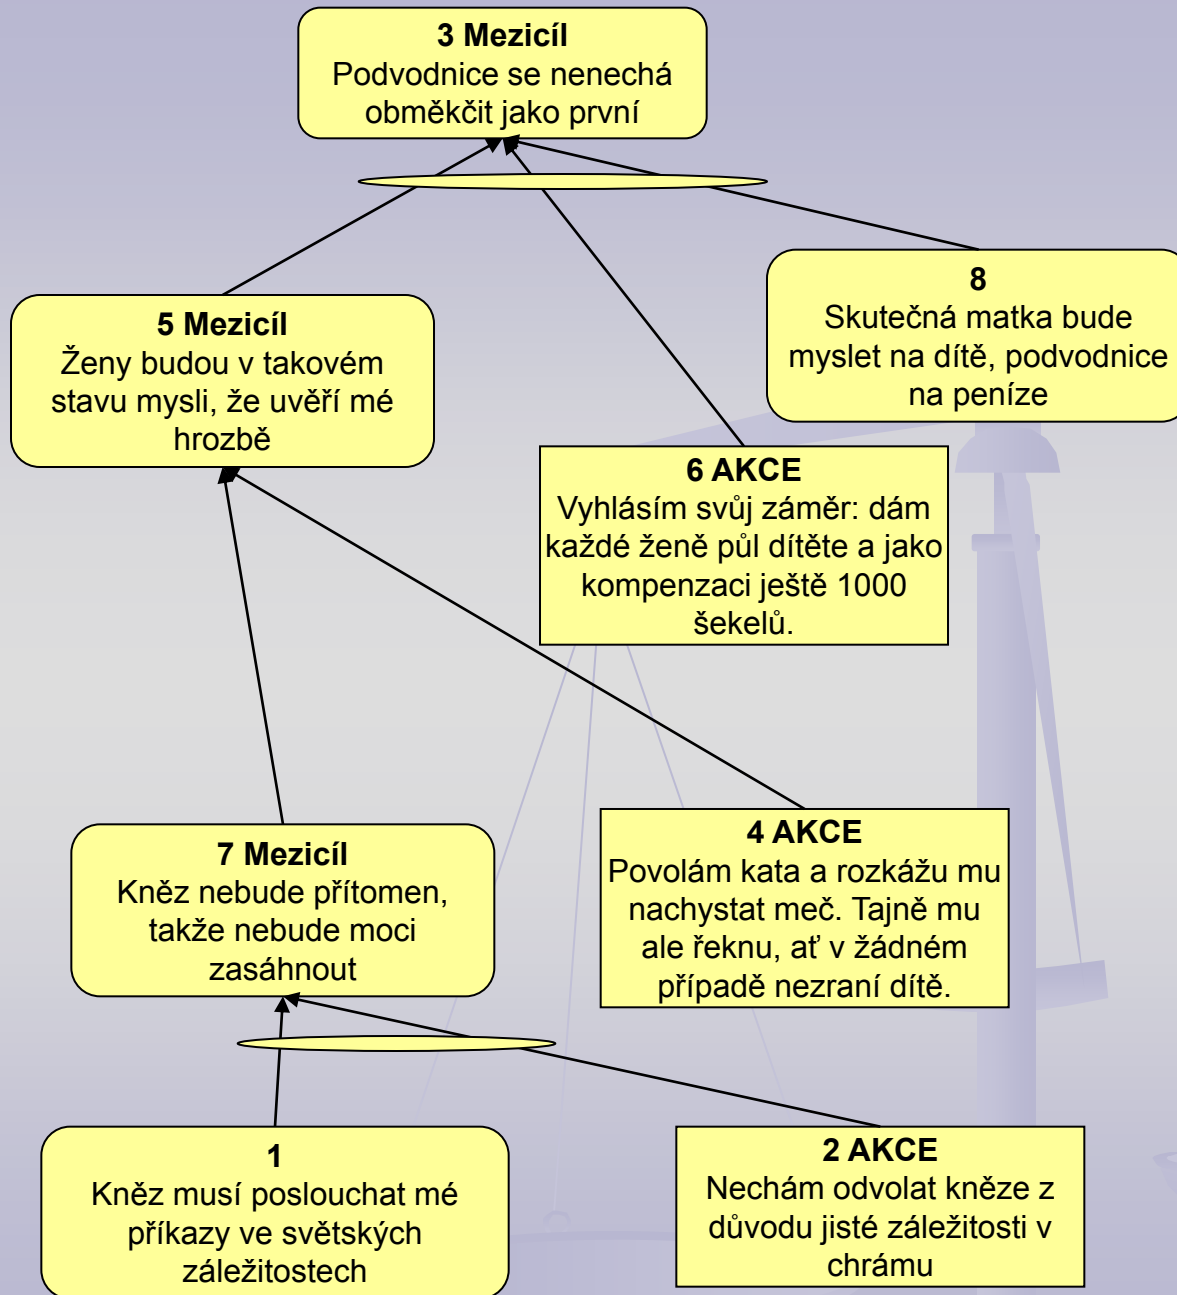 3 Mezicíl
Podvodnice se nenechá
obměkčit jako první
8
Skutečná matka bude
myslet na dítě, podvodnice
na peníze
5 Mezicíl
Ženy budou v takovém
stavu mysli, že uvěří mé
hrozbě
6 AKCE
Vyhlásím svůj záměr: dám
každé ženě půl dítěte a jako
kompenzaci ještě 1000
šekelů.
7 Mezicíl
Kněz nebude přítomen,
takže nebude moci
zasáhnout
4 AKCE
Povolám kata a rozkážu mu
nachystat meč. Tajně mu
ale řeknu, ať v žádném
případě nezraní dítě.
1
Kněz musí poslouchat mé
příkazy ve světských
záležitostech
2 AKCE
Nechám odvolat kněze z
důvodu jisté záležitosti v
chrámu